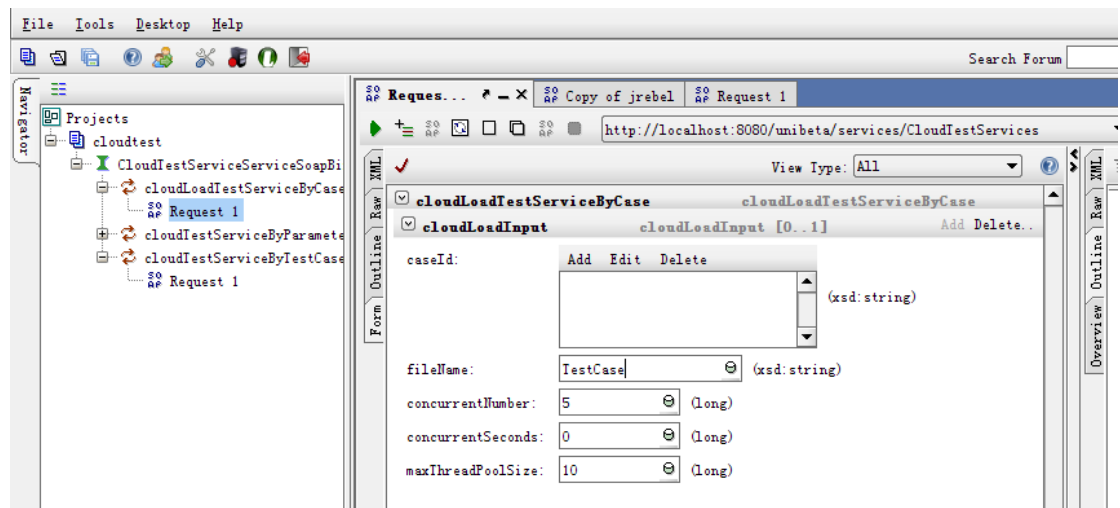 File Tools Desktop Help
Search Forum
Navigator
Projects
cloudtest
CloudTestServiceServiceSoapBi
cloudLoadTestServiceByCase
Request 1
cloudTestServiceByParamete
cloudTestServiceByTestCase
Request 1
Reques... Copy of jrebel Request 1
http://localhost:8080/unibeta/services/CloudTestServices
XML
Raw
Outline
Form
View Type: All
cloudLoadTestServiceByCase cloudLoadTestServiceByCase
cloudLoadInput cloudLoadInput [0..1] Add Delete..
caseId: Add Edit Delete
(xsd:string)
fileName: TestCase (xsd:string)
concurrentNumber: 5 (long)
concurrentSeconds: 0 (long)
maxThreadPoolSize: 10 (long)
XML
Raw
Outline
Overview